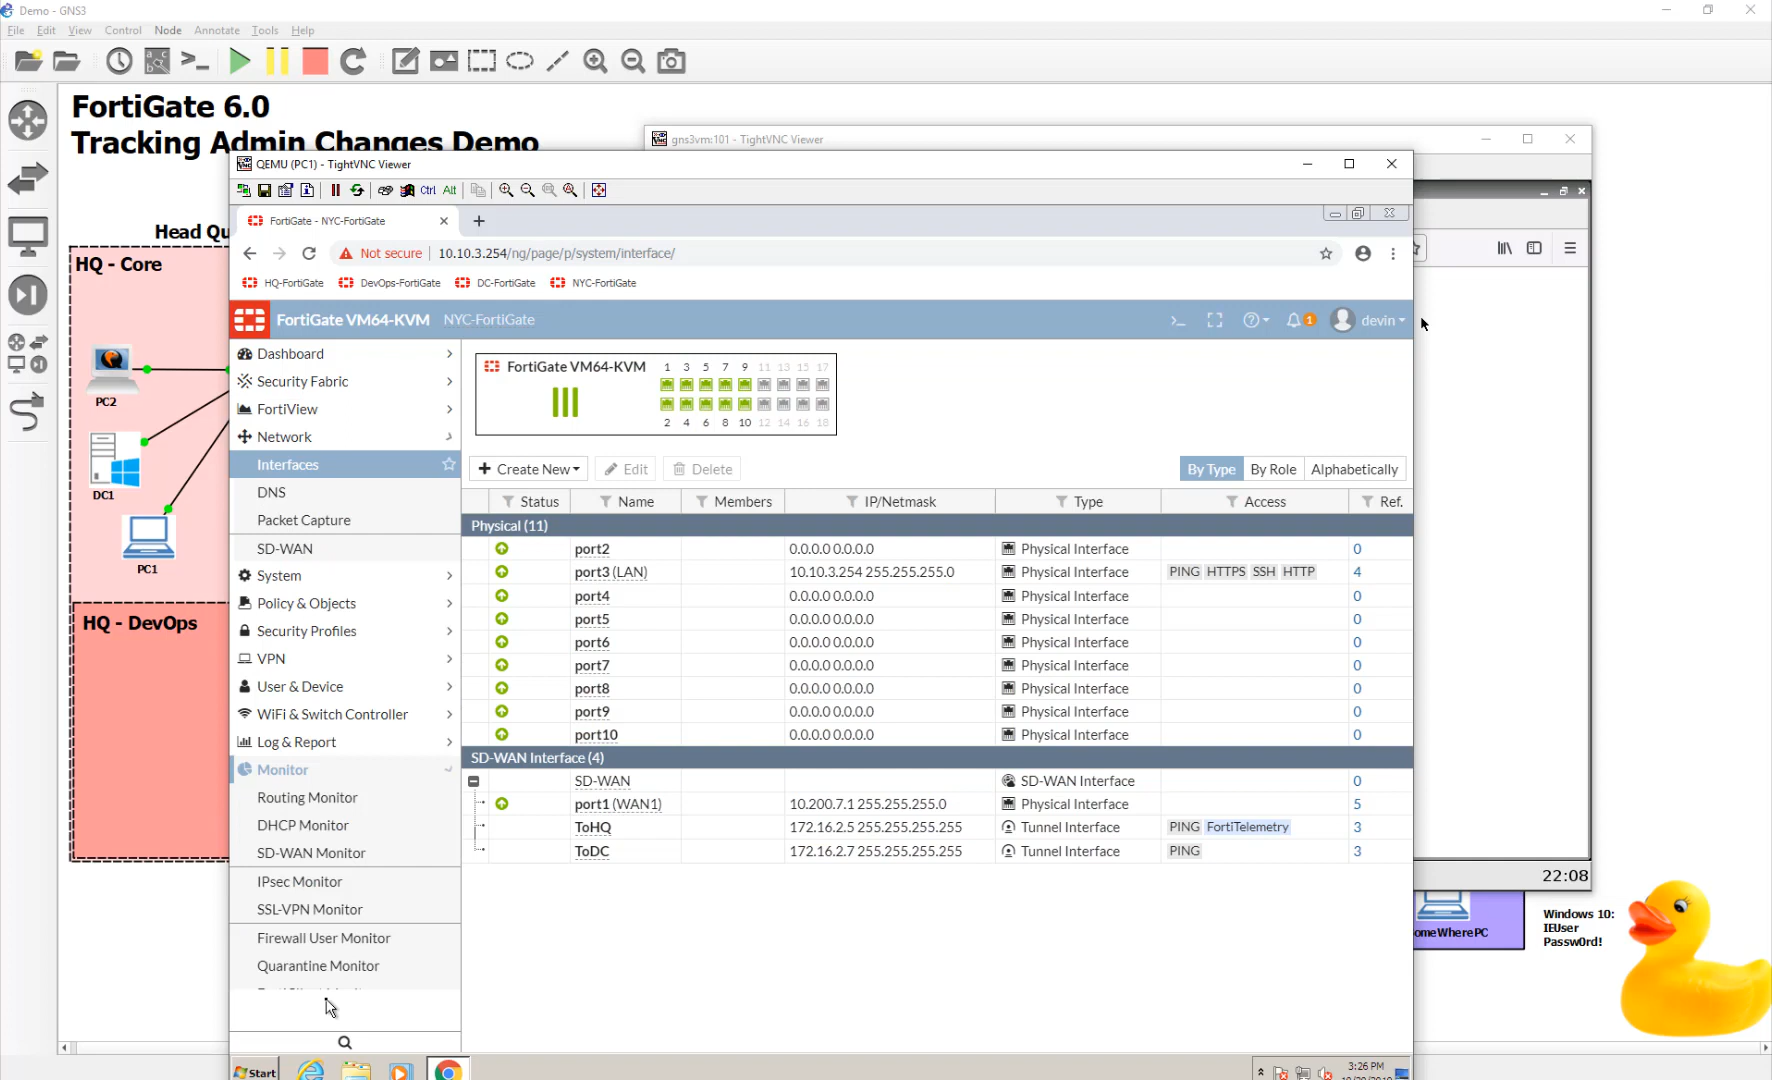 Demo - GNS3
File Edit View Control Node Annotate Tools Help
FortiGate 6.0
Tracking Admin Changes Demo
gns3vm:101 - TightVNC Viewer
QEMU (PC1) - TightVNC Viewer
Ctrl Alt
Head Qu
HQ - Core
PC2
DC1
PC1
HQ - DevOps
FortiGate - NYC-FortiGate
Not secure 10.10.3.254/ng/page/p/system/interface/
HQ-FortiGate DevOps-FortiGate DC-FortiGate NYC-FortiGate
FortiGate VM64-KVM NYC-FortiGate
1 devin
Dashboard
Security Fabric
FortiView
Network
Interfaces
DNS
Packet Capture
SD-WAN
System
Policy & Objects
Security Profiles
VPN
User & Device
WiFi & Switch Controller
Log & Report
Monitor
Routing Monitor
DHCP Monitor
SD-WAN Monitor
IPsec Monitor
SSL-VPN Monitor
Firewall User Monitor
Quarantine Monitor
FortiGate VM64-KVM 1 3 5 7 9 11 13 15 17
2 4 6 8 10 12 14 16 18
Create New Edit Delete By Type By Role Alphabetically
Status Name Members IP/Netmask Type Access Ref.
Physical (11)
port2 0.0.0.0 0.0.0.0 Physical Interface 0
port3 (LAN) 10.10.3.254 255.255.255.0 Physical Interface PING HTTPS SSH HTTP 4
port4 0.0.0.0 0.0.0.0 Physical Interface 0
port5 0.0.0.0 0.0.0.0 Physical Interface 0
port6 0.0.0.0 0.0.0.0 Physical Interface 0
port7 0.0.0.0 0.0.0.0 Physical Interface 0
port8 0.0.0.0 0.0.0.0 Physical Interface 0
port9 0.0.0.0 0.0.0.0 Physical Interface 0
port10 0.0.0.0 0.0.0.0 Physical Interface 0
SD-WAN Interface (4)
SD-WAN SD-WAN Interface 0
port1 (WAN1) 10.200.7.1 255.255.255.0 Physical Interface 5
ToHQ 172.16.2.5 255.255.255.255 Tunnel Interface PING FortiTelemetry 3
ToDC 172.16.2.7 255.255.255.255 Tunnel Interface PING 3
22:08
omeWherePC
Windows 10:
IEUser
Passw0rd!
Start
3:26 PM